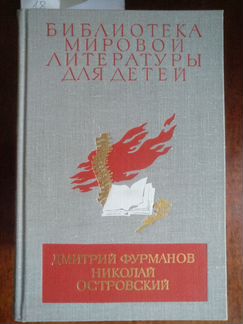 БИБЛИОТЕКА
МИРОВОЙ
ЛИТЕРАТУРЫ
ДЛЯ ДЕТЕЙ
ДМИТРИЙ ФУРМАНОВ
НИКОЛАЙ
ОСТРОВСКИЙ